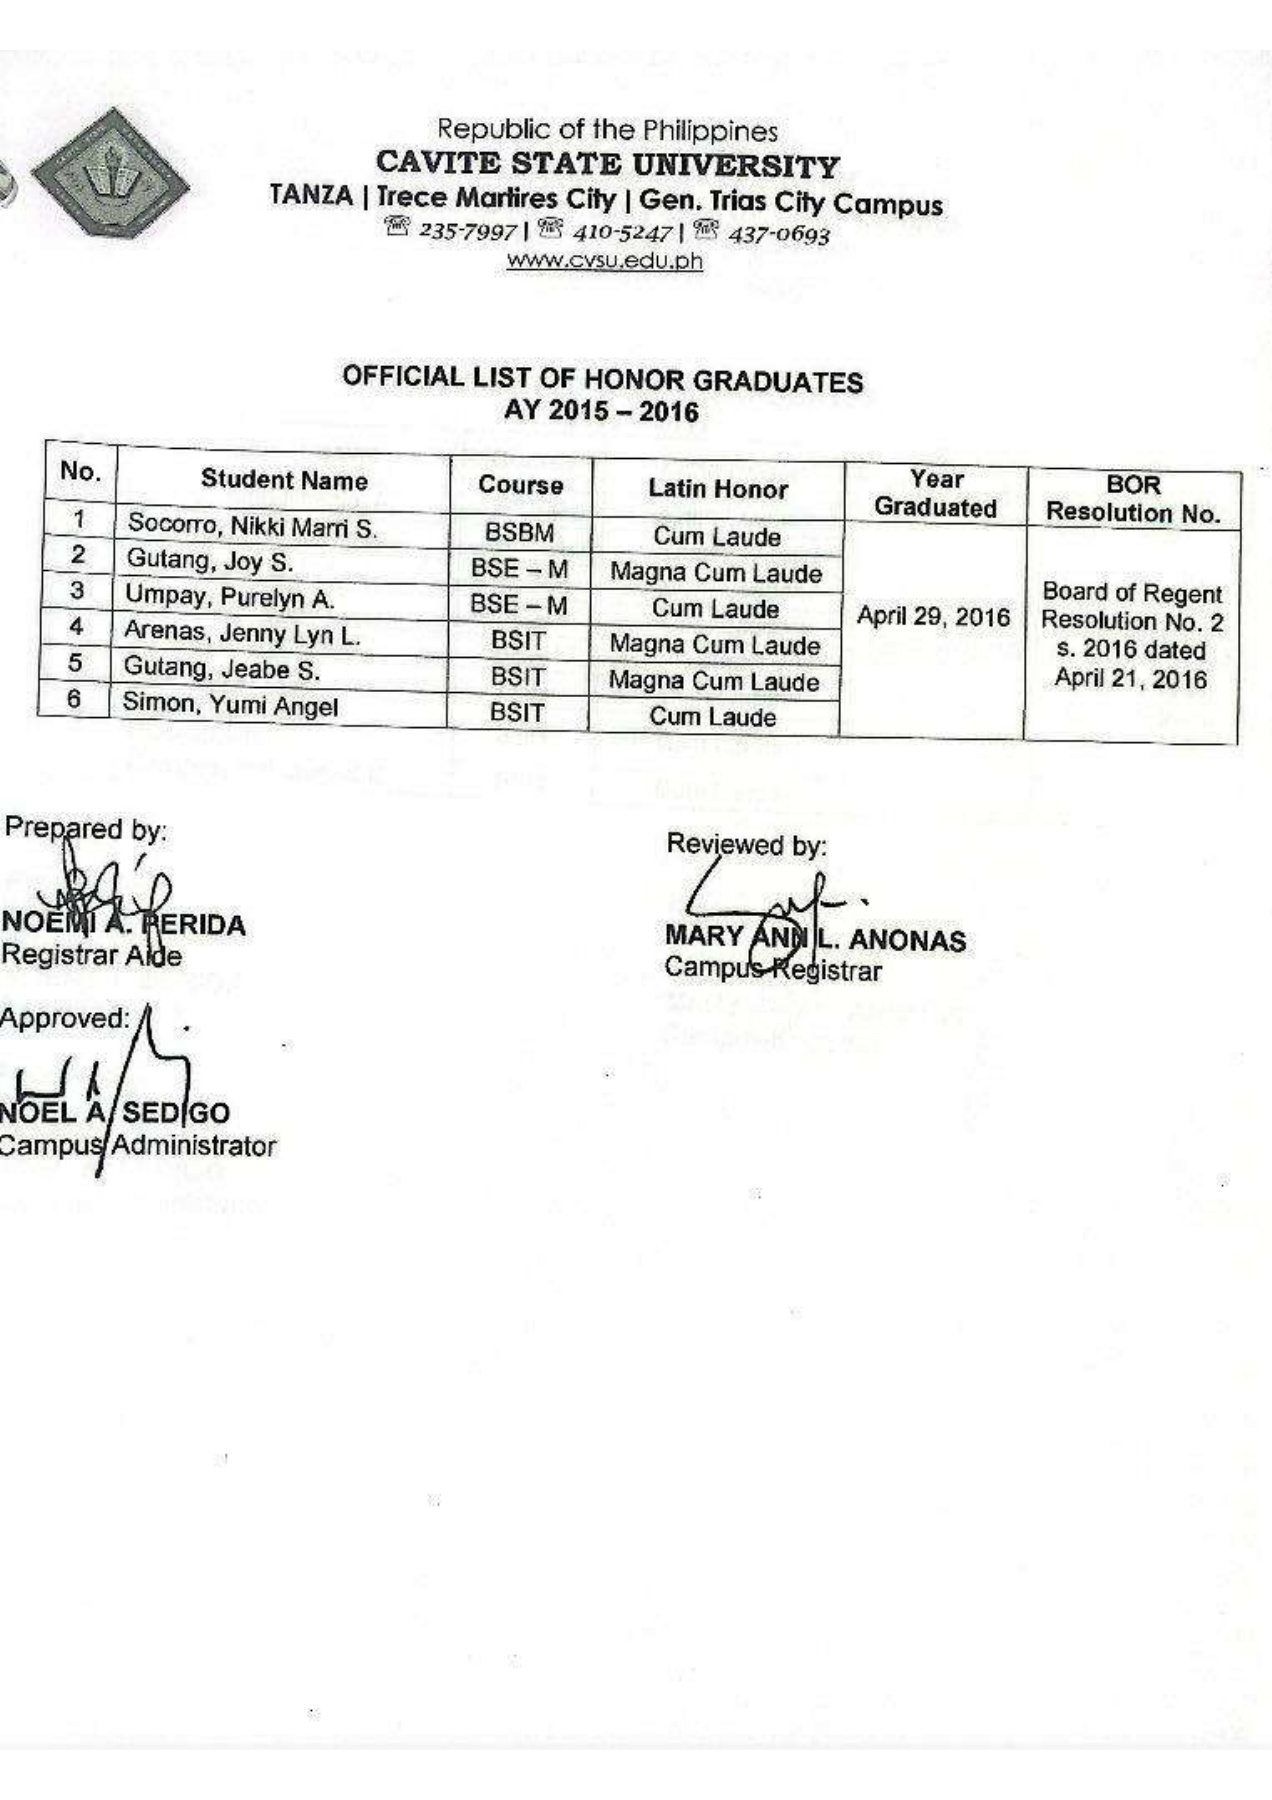 Republic of the Philippines
CAVITE STATE UNIVERSITY
TANZA | Trece Martires City | Gen. Trias City Campus
☏ 235-7997 | ☏ 410-5247 | ☏ 437-0693
www.cvsu.edu.ph
OFFICIAL LIST OF HONOR GRADUATES
AY 2015 – 2016
No. Student Name Course Latin Honor Year Graduated BOR Resolution No.
1 Socorro, Nikki Marri S. BSBM Cum Laude
2 Gutang, Joy S. BSE – M Magna Cum Laude
3 Umpay, Purelyn A. BSE – M Cum Laude
4 Arenas, Jenny Lyn L. BSIT Magna Cum Laude
5 Gutang, Jeabe S. BSIT Magna Cum Laude
6 Simon, Yumi Angel BSIT Cum Laude
April 29, 2016
Board of Regent
Resolution No. 2
s. 2016 dated
April 21, 2016
Prepared by:
NOEMI A. PERIDA
Registrar Aide
Reviewed by:
MARY ANN L. ANONAS
Campus Registrar
Approved:
NOEL A SEDIGO
Campus Administrator